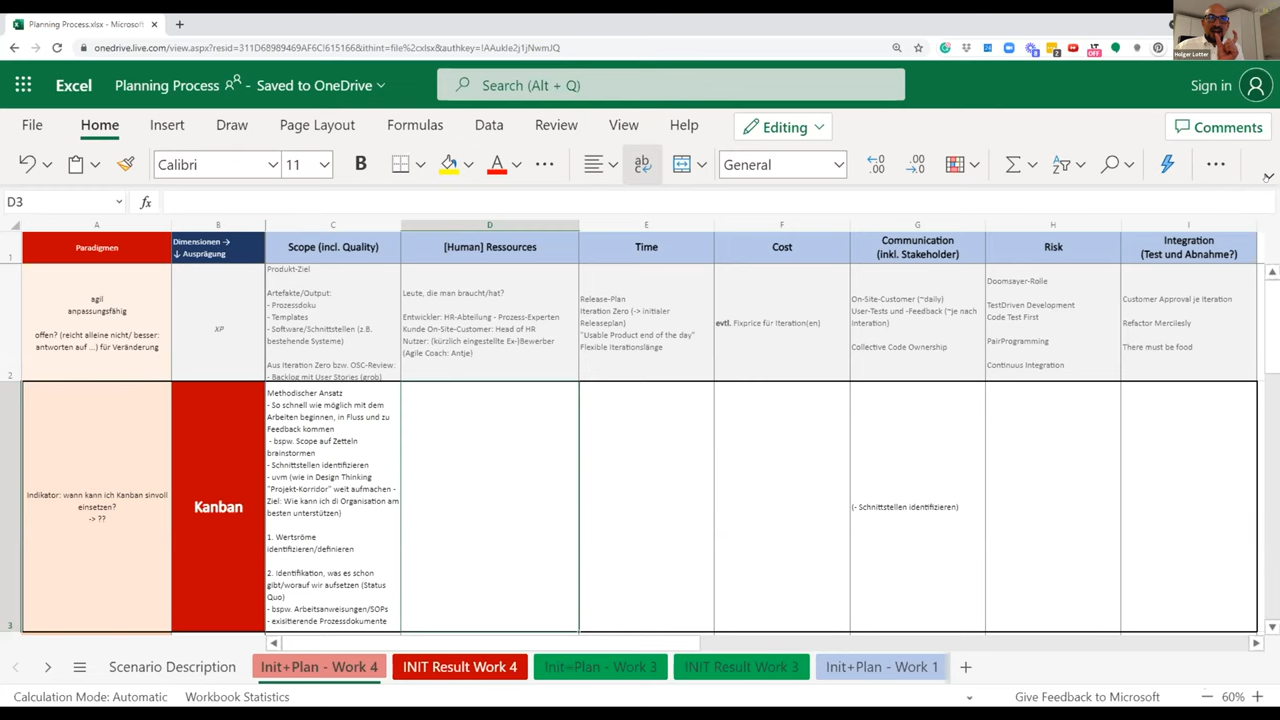 Planning Process.xlsx - Microsoft
onedrive.live.com/view.aspx?resid=311D68989469AF6C!615166&ithint=file%2cxlsx&authkey=!AAukIe2j1jNwmJQ
Holger Lotter
Excel
Planning Process - Saved to OneDrive
Search (Alt + Q)
Sign in
File Home Insert Draw Page Layout Formulas Data Review View Help
Editing
Comments
Calibri
11
B
General
D3
fx
A B C D E F G H I
1
Paradigmen
Dimensionen →
↓ Ausprägung
Scope (incl. Quality)
[Human] Ressources
Time
Cost
Communication
(inkl. Stakeholder)
Risk
Integration
(Test und Abnahme?)
2
agil
anpassungsfähig
offen? (reicht alleine nicht/ besser:
antworten auf ...) für Veränderung
XP
Produkt-Ziel
Artefakte/Output:
- Prozessdoku
- Templates
- Software/Schnittstellen (z.B.
bestehende Systeme)
Aus Iteration Zero bzw. OSC-Review:
- Backlog mit User Stories (grob)
Leute, die man braucht/hat?
Entwickler: HR-Abteilung - Prozess-Experten
Kunde On-Site-Customer: Head of HR
Nutzer: (kürzlich eingestellte Ex-)Bewerber
(Agile Coach: Antje)
Release-Plan
Iteration Zero (-> initialer
Releaseplan)
"Usable Product end of the day"
Flexible Iterationslänge
evtl. Fixprice für Iteration(en)
On-Site-Customer (~daily)
User-Tests und -Feedback (~je nach
Interation)
Collective Code Ownership
Doomsayer-Rolle
TestDriven Development
Code Test First
PairProgramming
Continuus Integration
Customer Approval je Iteration
Refactor Mercilesly
There must be food
3
Indikator: wann kann ich Kanban sinvoll
einsetzen?
-> ??
Kanban
Methodischer Ansatz
- So schnell wie möglich mit dem
Arbeiten beginnen, in Fluss und zu
Feedback kommen
- bspw. Scope auf Zetteln
brainstormen
- Schnittstellen identifizieren
- uvm (wie in Design Thinking
"Projekt-Korridor" weit aufmachen -
Ziel: Wie kann ich di Organisation am
besten unterstützen)
1. Wertsröme
identifizieren/definieren
2. Identifikation, was es schon
gibt/worauf wir aufsetzen (Status
Quo)
- bspw. Arbeitsanweisungen/SOPs
- exisitierende Prozessdokumente
(- Schnittstellen identifizieren)
Scenario Description
Init+Plan - Work 4
INIT Result Work 4
Init+Plan - Work 3
INIT Result Work 3
Init+Plan - Work 1
Calculation Mode: Automatic Workbook Statistics
Give Feedback to Microsoft
60%